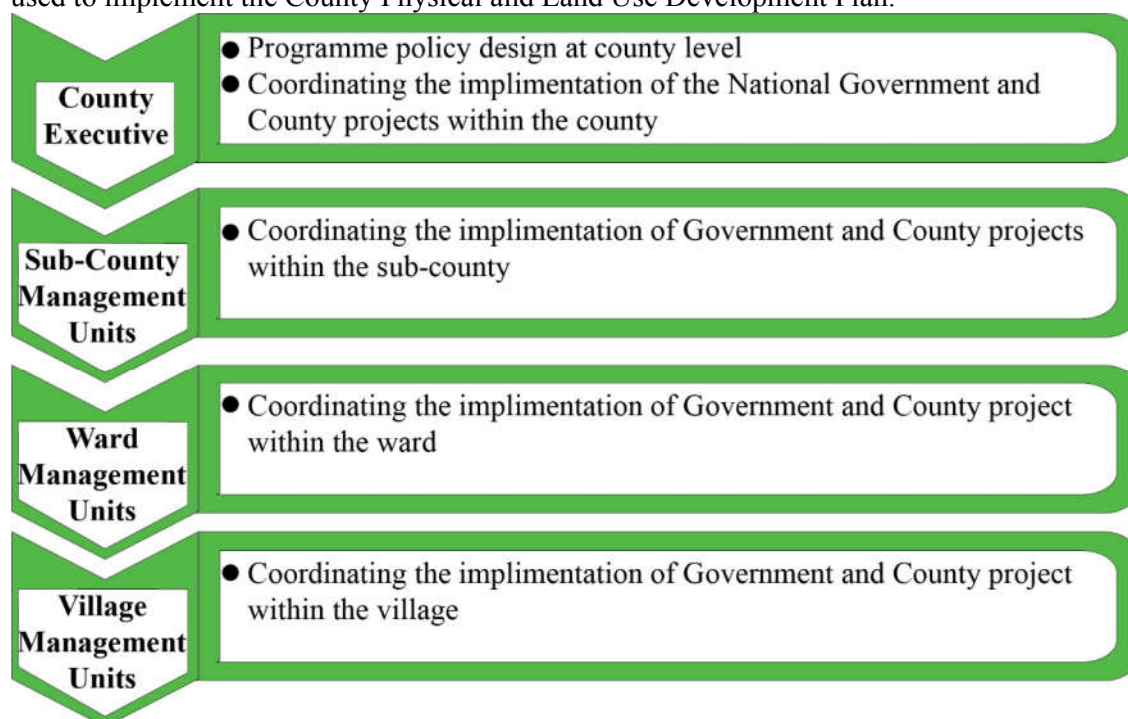 used to implement the County Physical and Land Use Development Plan.
County
Executive
● Programme policy design at county level
● Coordinating the implimentation of the National Government and
County projects within the county
Sub-County
Management
Units
● Coordinating the implimentation of Government and County projects
within the sub-county
Ward
Management
Units
● Coordinating the implimentation of Government and County project
within the ward
Village
Management
Units
● Coordinating the implimentation of Government and County project
within the village